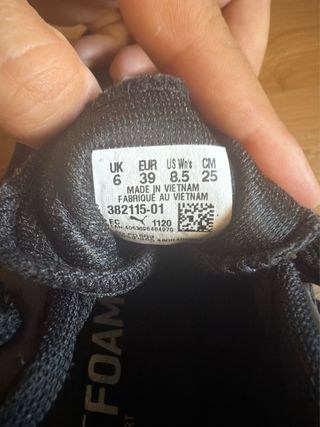 UK EUR US Wn's CM
6 39 8.5 25
MADE IN VIETNAM
FABRIQUÉ AU VIETNAM
382115-01
FC 1120
FOAM